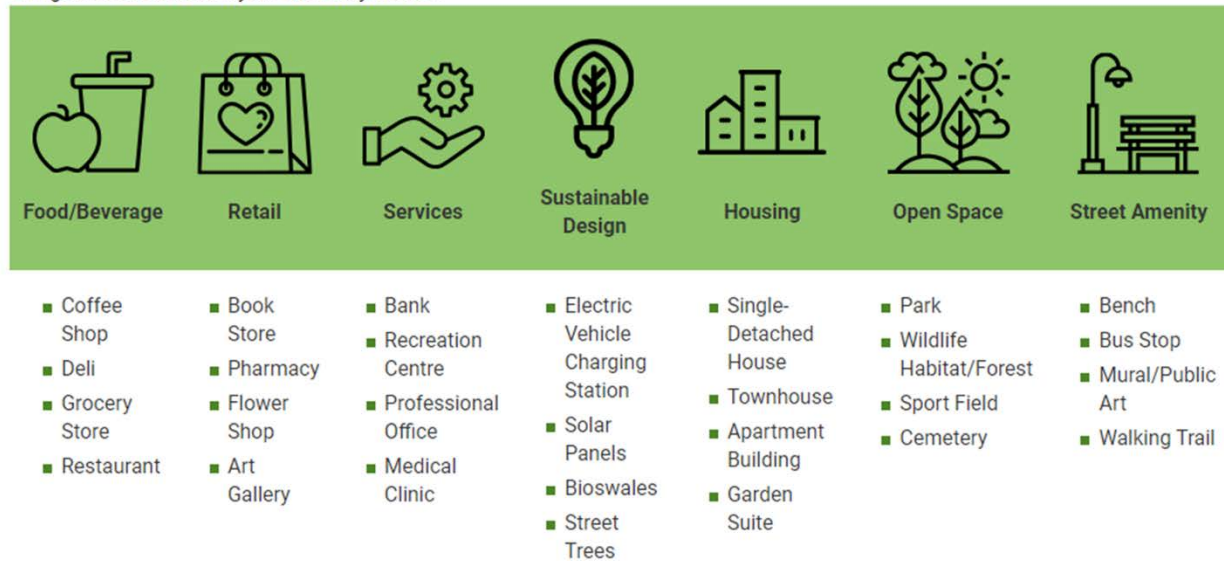 Food/Beverage
Retail
Services
Sustainable
Design
Housing
Open Space
Street Amenity
Coffee
Shop
Deli
Grocery
Store
Restaurant
Book
Store
Pharmacy
Flower
Shop
Art
Gallery
Bank
Recreation
Centre
Professional
Office
Medical
Clinic
Electric
Vehicle
Charging
Station
Solar
Panels
Bioswales
Street
Trees
Single-
Detached
House
Townhouse
Apartment
Building
Garden
Suite
Park
Wildlife
Habitat/Forest
Sport Field
Cemetery
Bench
Bus Stop
Mural/Public
Art
Walking Trail